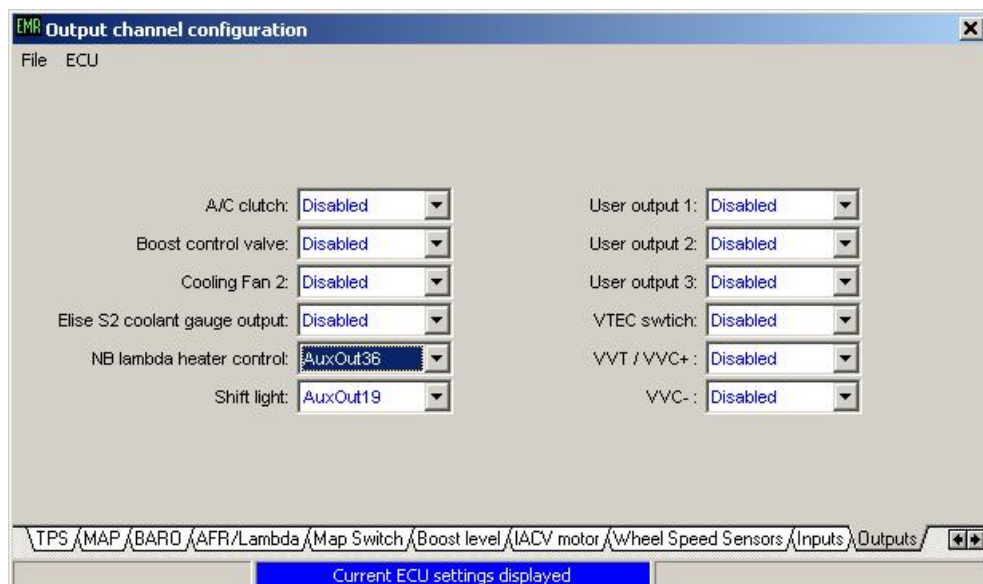 EMR Output channel configuration
File ECU
A/C clutch: Disabled
Boost control valve: Disabled
Cooling Fan 2: Disabled
Elise S2 coolant gauge output: Disabled
NB lambda heater control: AuxOut36
Shift light: AuxOut19
User output 1: Disabled
User output 2: Disabled
User output 3: Disabled
VTEC swtich: Disabled
VVT / VVC+ : Disabled
VVC- : Disabled
TPS MAP BARO AFR/Lambda Map Switch Boost level IACV motor Wheel Speed Sensors Inputs Outputs
Current ECU settings displayed